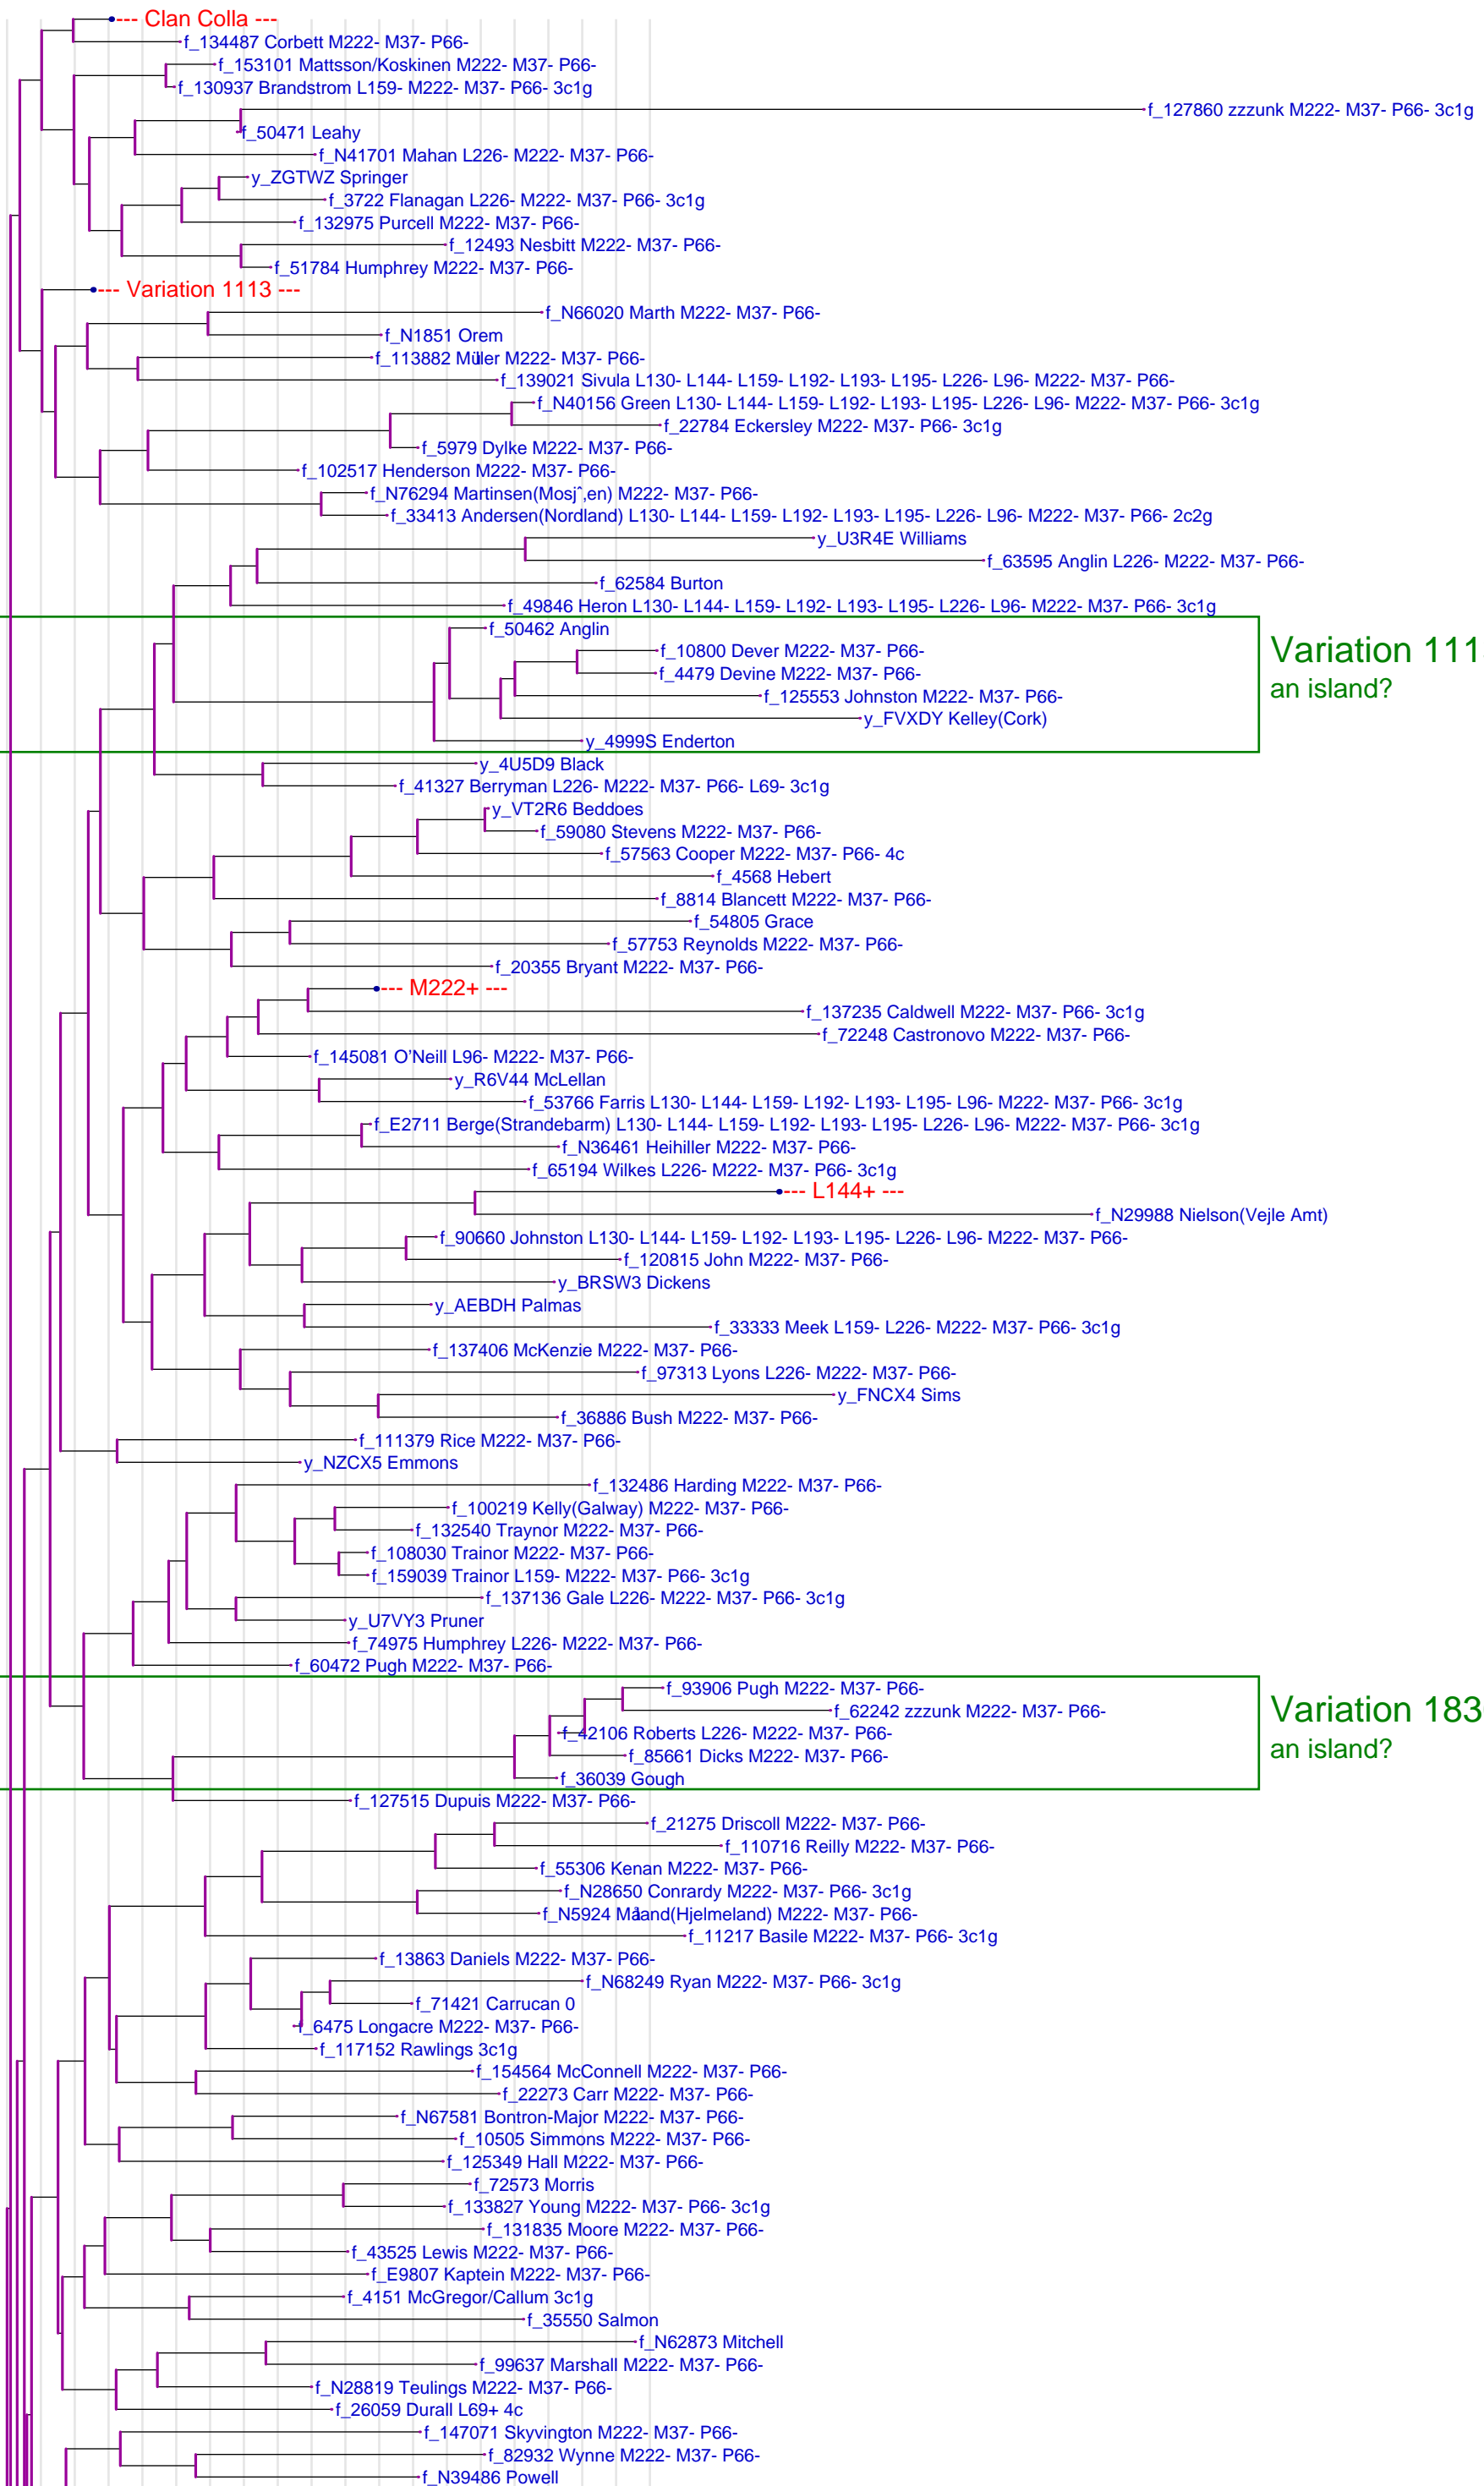 --- Clan Colla ---
f_134487 Corbett M222- M37- P66-
f_153101 Mattsson/Koskinen M222- M37- P66-
f_130937 Brandstrom L159- M222- M37- P66- 3c1g
f_127860 zzzunk M222- M37- P66- 3c1g
f_50471 Leahy
f_N41701 Mahan L226- M222- M37- P66-
y_ZGTWZ Springer
f_3722 Flanagan L226- M222- M37- P66- 3c1g
f_132975 Purcell M222- M37- P66-
f_12493 Nesbitt M222- M37- P66-
f_51784 Humphrey M222- M37- P66-
--- Variation 1113 ---
f_N66020 Marth M222- M37- P66-
f_N1851 Orem
f_113882 Müller M222- M37- P66-
f_139021 Sivula L130- L144- L159- L192- L193- L195- L226- L96- M222- M37- P66-
f_N40156 Green L130- L144- L159- L192- L193- L195- L226- L96- M222- M37- P66- 3c1g
f_22784 Eckersley M222- M37- P66- 3c1g
f_5979 Dylke M222- M37- P66-
f_102517 Henderson M222- M37- P66-
f_N76294 Martinsen(Mosjˆ‚en) M222- M37- P66-
f_33413 Andersen(Nordland) L130- L144- L159- L192- L193- L195- L226- L96- M222- M37- P66- 2c2g
y_U3R4E Williams
f_63595 Anglin L226- M222- M37- P66-
f_62584 Burton
f_49846 Heron L130- L144- L159- L192- L193- L195- L226- L96- M222- M37- P66- 3c1g
f_50462 Anglin
Variation 111
f_10800 Dever M222- M37- P66-
f_4479 Devine M222- M37- P66-
an island?
f_125553 Johnston M222- M37- P66-
y_FVXDY Kelley(Cork)
y_4999S Enderton
y_4U5D9 Black
f_41327 Berryman L226- M222- M37- P66- L69- 3c1g
y_VT2R6 Beddoes
f_59080 Stevens M222- M37- P66-
f_57563 Cooper M222- M37- P66- 4c
f_4568 Hebert
f_8814 Blancett M222- M37- P66-
f_54805 Grace
f_57753 Reynolds M222- M37- P66-
f_20355 Bryant M222- M37- P66-
--- M222+ ---
f_137235 Caldwell M222- M37- P66- 3c1g
f_72248 Castronovo M222- M37- P66-
f_145081 O'Neill L96- M222- M37- P66-
y_R6V44 McLellan
f_53766 Farris L130- L144- L159- L192- L193- L195- L96- M222- M37- P66- 3c1g
f_E2711 Berge(Strandebarm) L130- L144- L159- L192- L193- L195- L226- L96- M222- M37- P66- 3c1g
f_N36461 Heihiller M222- M37- P66-
f_65194 Wilkes L226- M222- M37- P66- 3c1g
--- L144+ ---
f_N29988 Nielson(Vejle Amt)
f_90660 Johnston L130- L144- L159- L192- L193- L195- L226- L96- M222- M37- P66-
f_120815 John M222- M37- P66-
y_BRSW3 Dickens
y_AEBDH Palmas
f_33333 Meek L159- L226- M222- M37- P66- 3c1g
f_137406 McKenzie M222- M37- P66-
f_97313 Lyons L226- M222- M37- P66-
y_FNCX4 Sims
f_36886 Bush M222- M37- P66-
f_111379 Rice M222- M37- P66-
y_NZCX5 Emmons
f_132486 Harding M222- M37- P66-
f_100219 Kelly(Galway) M222- M37- P66-
f_132540 Traynor M222- M37- P66-
f_108030 Trainor M222- M37- P66-
f_159039 Trainor L159- M222- M37- P66- 3c1g
f_137136 Gale L226- M222- M37- P66- 3c1g
y_U7VY3 Pruner
f_74975 Humphrey L226- M222- M37- P66-
f_60472 Pugh M222- M37- P66-
f_93906 Pugh M222- M37- P66-
Variation 183
f_62242 zzzunk M222- M37- P66-
f_42106 Roberts L226- M222- M37- P66-
an island?
f_85661 Dicks M222- M37- P66-
f_36039 Gough
f_127515 Dupuis M222- M37- P66-
f_21275 Driscoll M222- M37- P66-
f_110716 Reilly M222- M37- P66-
f_55306 Kenan M222- M37- P66-
f_N28650 Conrardy M222- M37- P66- 3c1g
f_N5924 Måland(Hjelmeland) M222- M37- P66-
f_11217 Basile M222- M37- P66- 3c1g
f_13863 Daniels M222- M37- P66-
f_N68249 Ryan M222- M37- P66- 3c1g
f_71421 Carrucan 0
f_6475 Longacre M222- M37- P66-
f_117152 Rawlings 3c1g
f_154564 McConnell M222- M37- P66-
f_22273 Carr M222- M37- P66-
f_N67581 Bontron-Major M222- M37- P66-
f_10505 Simmons M222- M37- P66-
f_125349 Hall M222- M37- P66-
f_72573 Morris
f_133827 Young M222- M37- P66- 3c1g
f_131835 Moore M222- M37- P66-
f_43525 Lewis M222- M37- P66-
f_E9807 Kaptein M222- M37- P66-
f_4151 McGregor/Callum 3c1g
f_35550 Salmon
f_N62873 Mitchell
f_99637 Marshall M222- M37- P66-
f_N28819 Teulings M222- M37- P66-
f_26059 Durall L69+ 4c
f_147071 Skyvington M222- M37- P66-
f_82932 Wynne M222- M37- P66-
f_N39486 Powell